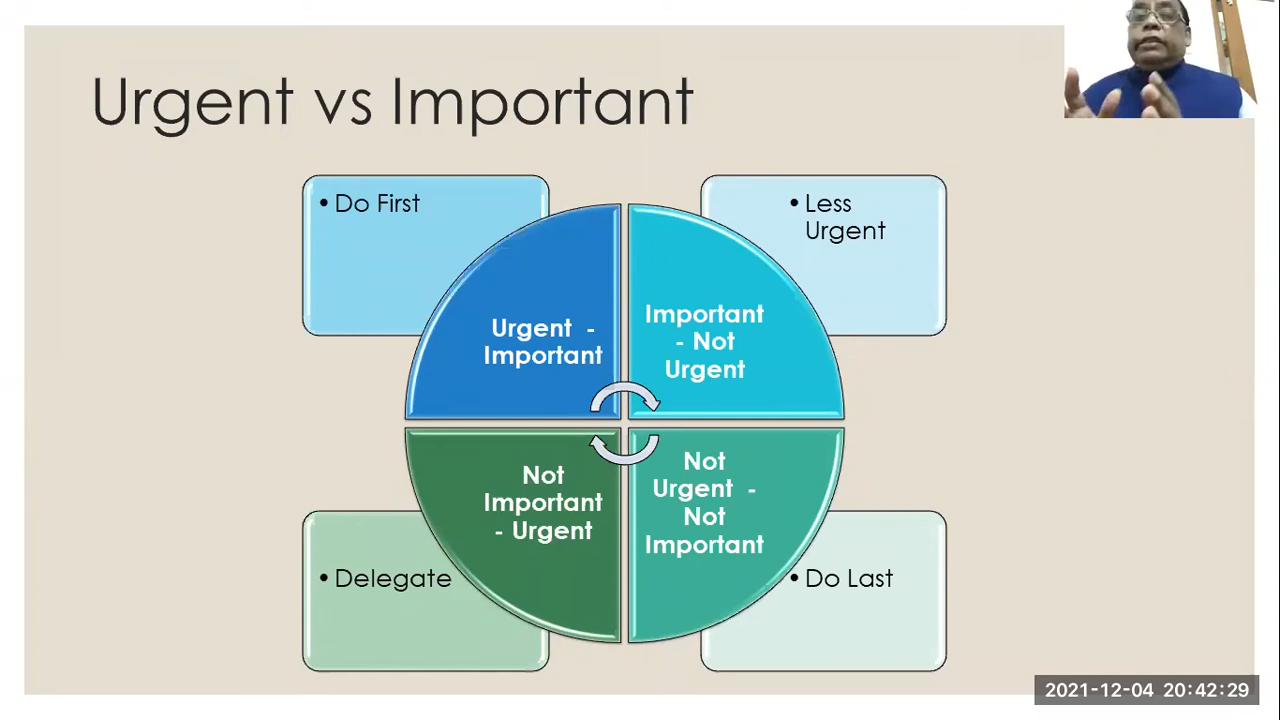 Urgent vs Important
• Do First
• Less
Urgent
Urgent -
Important
Important
- Not
Urgent
Not
Important
- Urgent
Not
Urgent -
Not
Important
• Delegate
• Do Last
2021-12-04 20:42:29